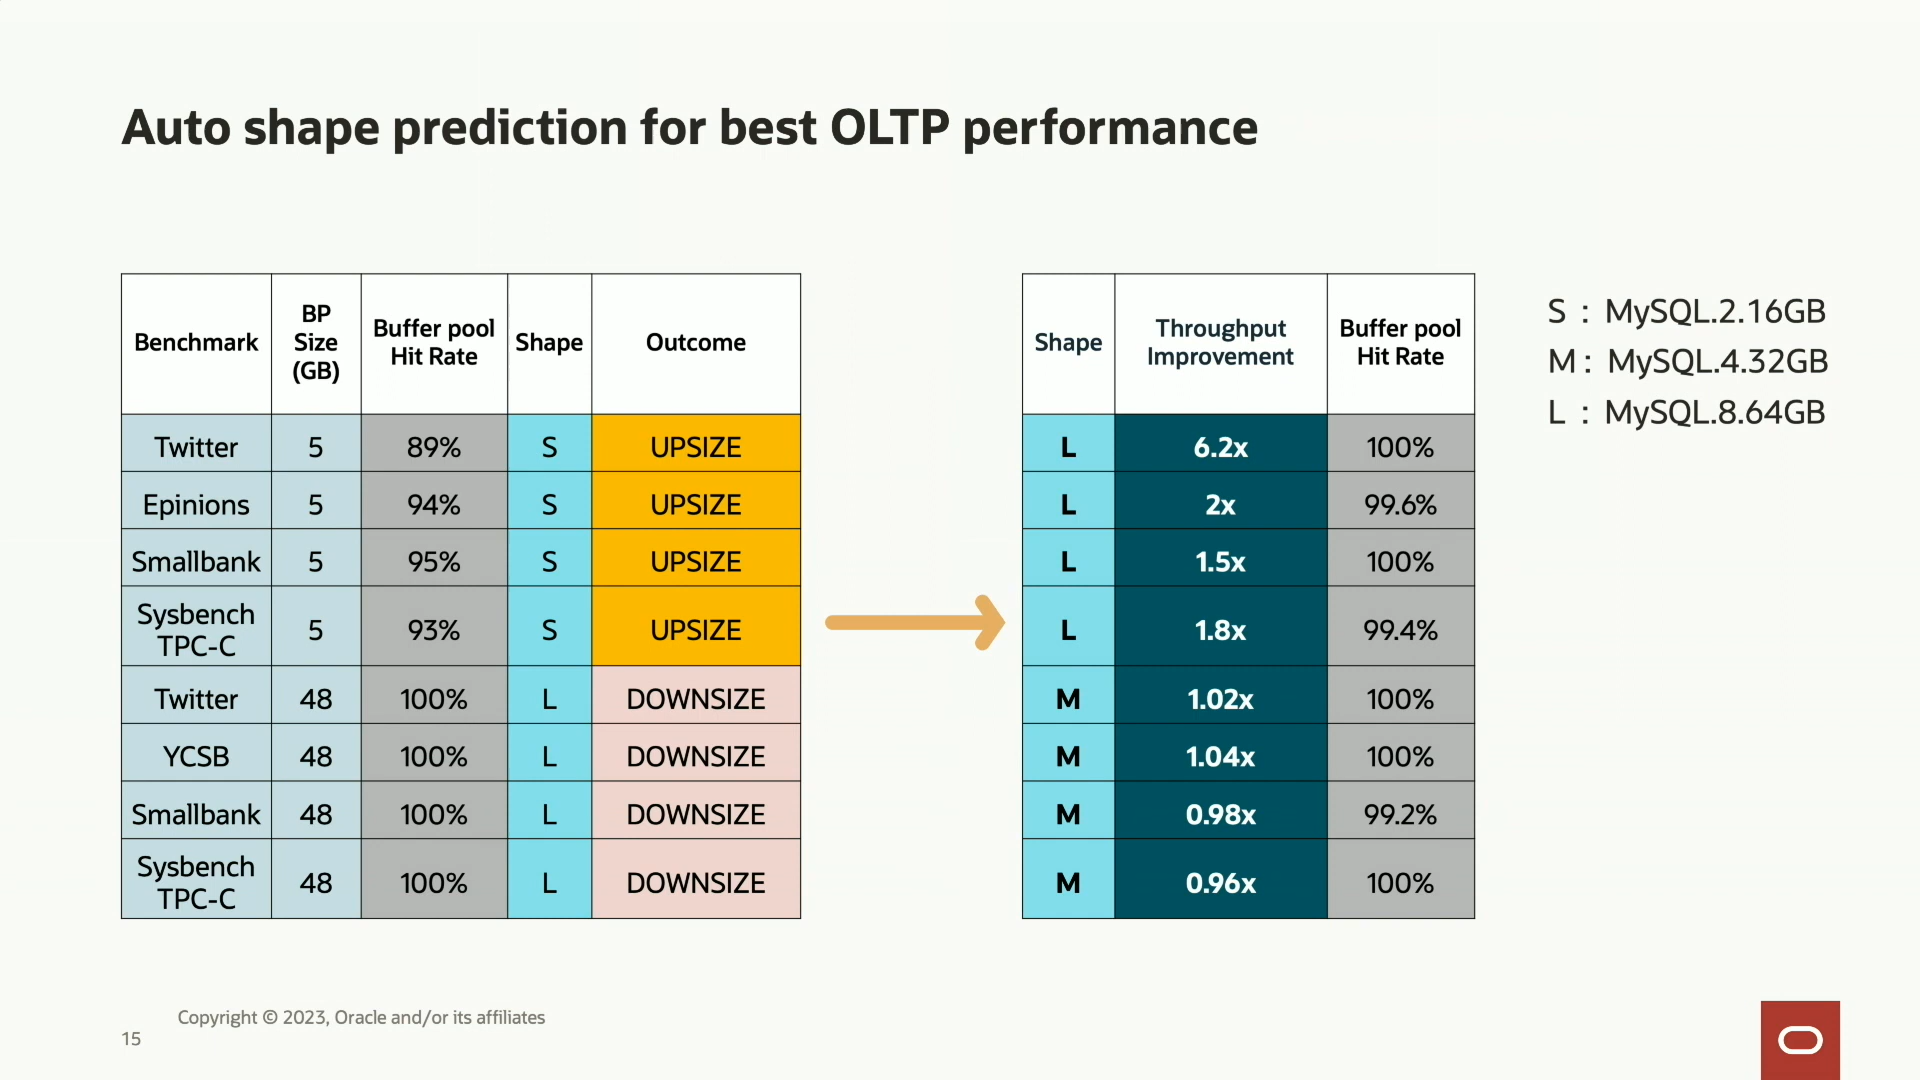 Auto shape prediction for best OLTP performance
Benchmark
BP
Size
(GB)
Buffer pool
Hit Rate
Shape
Outcome
Twitter 5 89% S UPSIZE
Epinions 5 94% S UPSIZE
Smallbank 5 95% S UPSIZE
Sysbench
TPC-C
5 93% S UPSIZE
Twitter 48 100% L DOWNSIZE
YCSB 48 100% L DOWNSIZE
Smallbank 48 100% L DOWNSIZE
Sysbench
TPC-C
48 100% L DOWNSIZE
Shape
Throughput
Improvement
Buffer pool
Hit Rate
L 6.2x 100%
L 2x 99.6%
L 1.5x 100%
L 1.8x 99.4%
M 1.02x 100%
M 1.04x 100%
M 0.98x 99.2%
M 0.96x 100%
S : MySQL.2.16GB
M : MySQL.4.32GB
L : MySQL.8.64GB
Copyright © 2023, Oracle and/or its affiliates
15